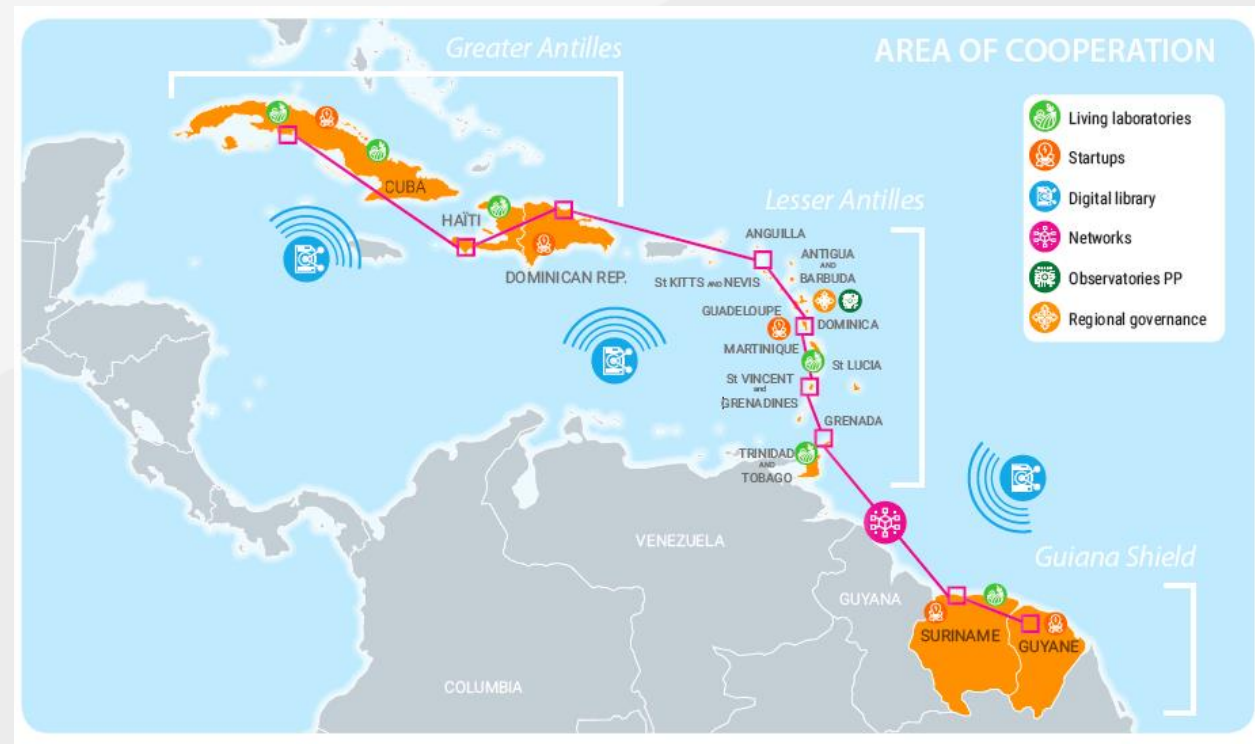 Greater Antilles
AREA OF COOPERATION
Living laboratories
Startups
Digital library
Networks
Observatories PP
Regional governance
CUBA
HAÏTI
DOMINICAN REP.
Lesser Antilles
ANGUILLA
ANTIGUA
AND
BARBUDA
St KITTS AND NEVIS
GUADELOUPE
DOMINICA
MARTINIQUE
St LUCIA
St VINCENT
and
GRENADINES
GRENADA
TRINIDAD
AND
TOBAGO
VENEZUELA
Guiana Shield
GUYANA
SURINAME
GUYANE
COLUMBIA